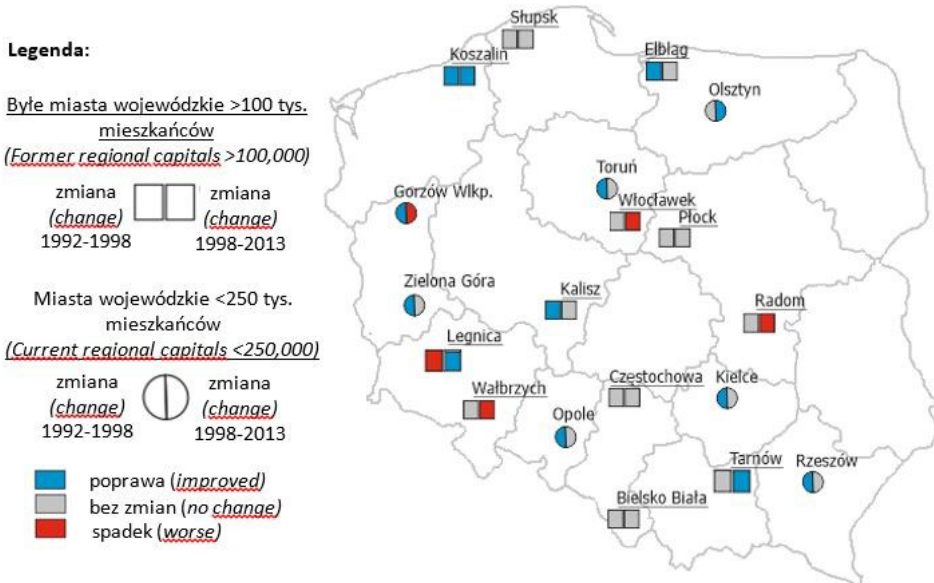 Legenda:
Byłe miasta wojewódzkie >100 tys.
mieszkańców
(Former regional capitals >100,000)
zmiana
(change)
1992-1998
zmiana
(change)
1998-2013
Miasta wojewódzkie <250 tys.
mieszkańców
(Current regional capitals <250,000)
zmiana
(change)
1992-1998
zmiana
(change)
1998-2013
poprawa (improved)
bez zmian (no change)
spadek (worse)
Słupsk
Koszalin
Elbląg
Olsztyn
Toruń
Gorzów Wlkp.
Włocławek
Płock
Zielona Góra
Kalisz
Radom
Legnica
Wałbrzych
Częstochowa
Kielce
Opole
Tarnów
Rzeszów
Bielsko Biała